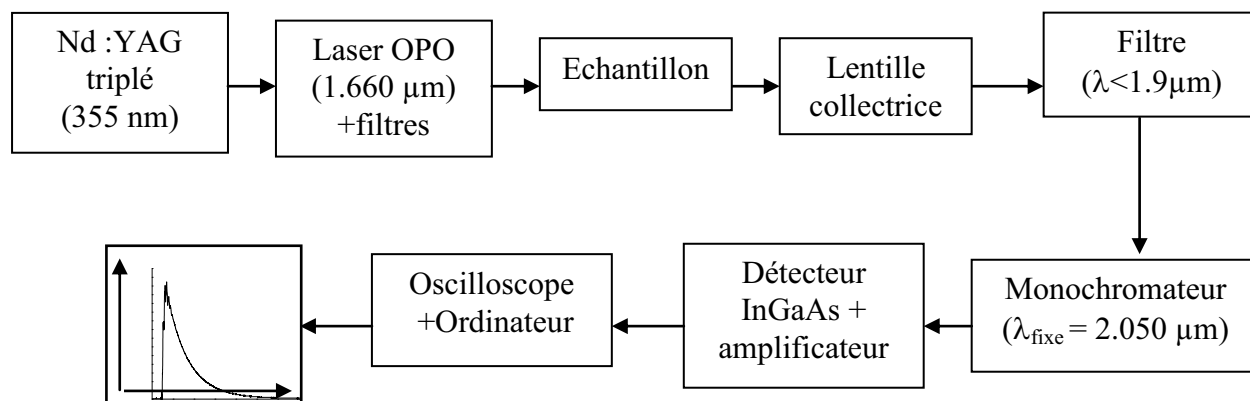 Nd :YAG
triplé
(355 nm)
Laser OPO
(1.660 µm)
+filtres
Echantillon
Lentille
collectrice
Filtre
(λ<1.9µm)
Monochromateur
(λfixe = 2.050 µm)
Détecteur
InGaAs +
amplificateur
Oscilloscope
+Ordinateur